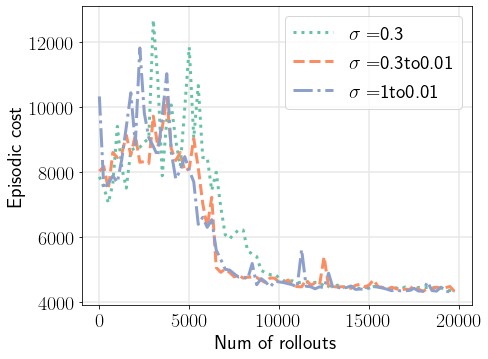 12000
10000
8000
6000
4000
Episodic cost
σ =0.3
σ =0.3to0.01
σ =1to0.01
0
5000
10000
15000
20000
Num of rollouts